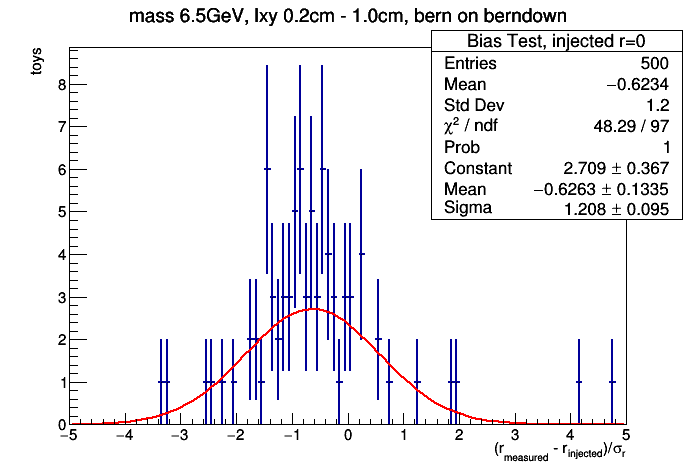 mass 6.5GeV, lxy 0.2cm - 1.0cm, bern on berndown
Bias Test, injected r=0
Entries 500
Mean −0.6234
Std Dev 1.2
χ² / ndf 48.29 / 97
Prob 1
Constant 2.709 ± 0.367
Mean −0.6263 ± 0.1335
Sigma 1.208 ± 0.095
toys
8
7
6
5
4
3
2
1
0
−5 −4 −3 −2 −1 0 1 2 3 4 5
(r_measured - r_injected)/σ_r